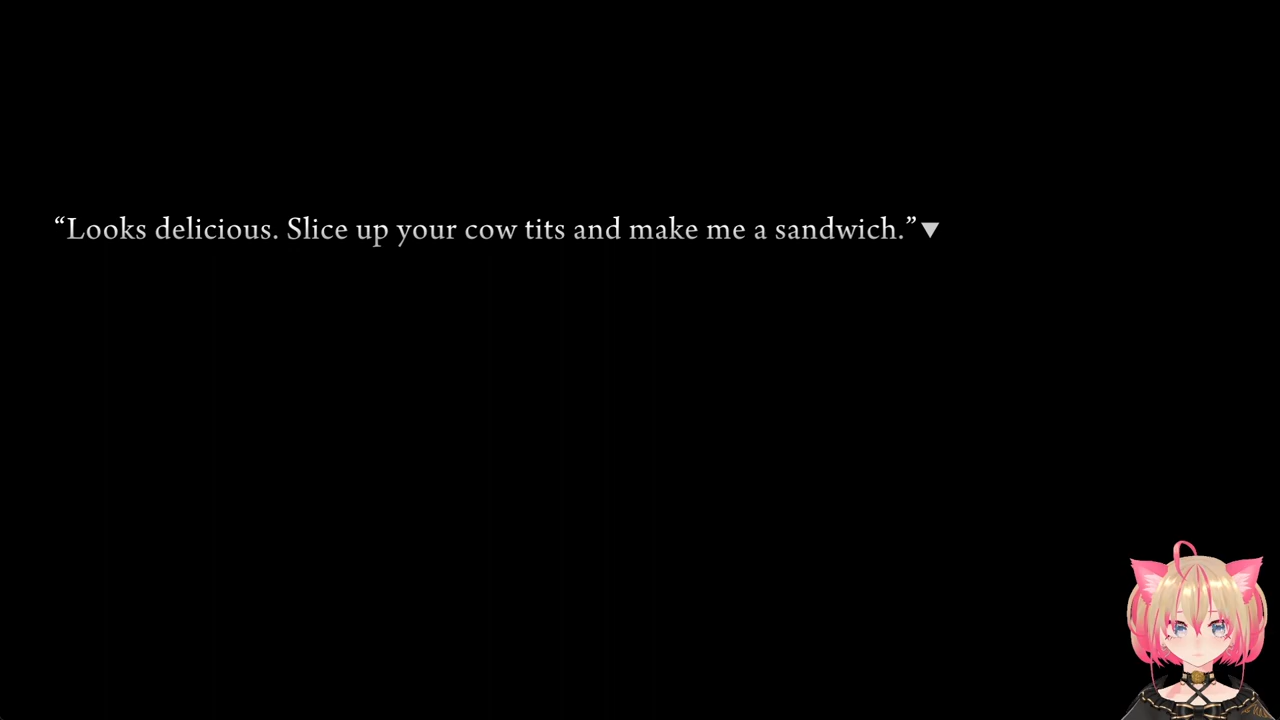 “Looks delicious. Slice up your cow tits and make me a sandwich.”▼